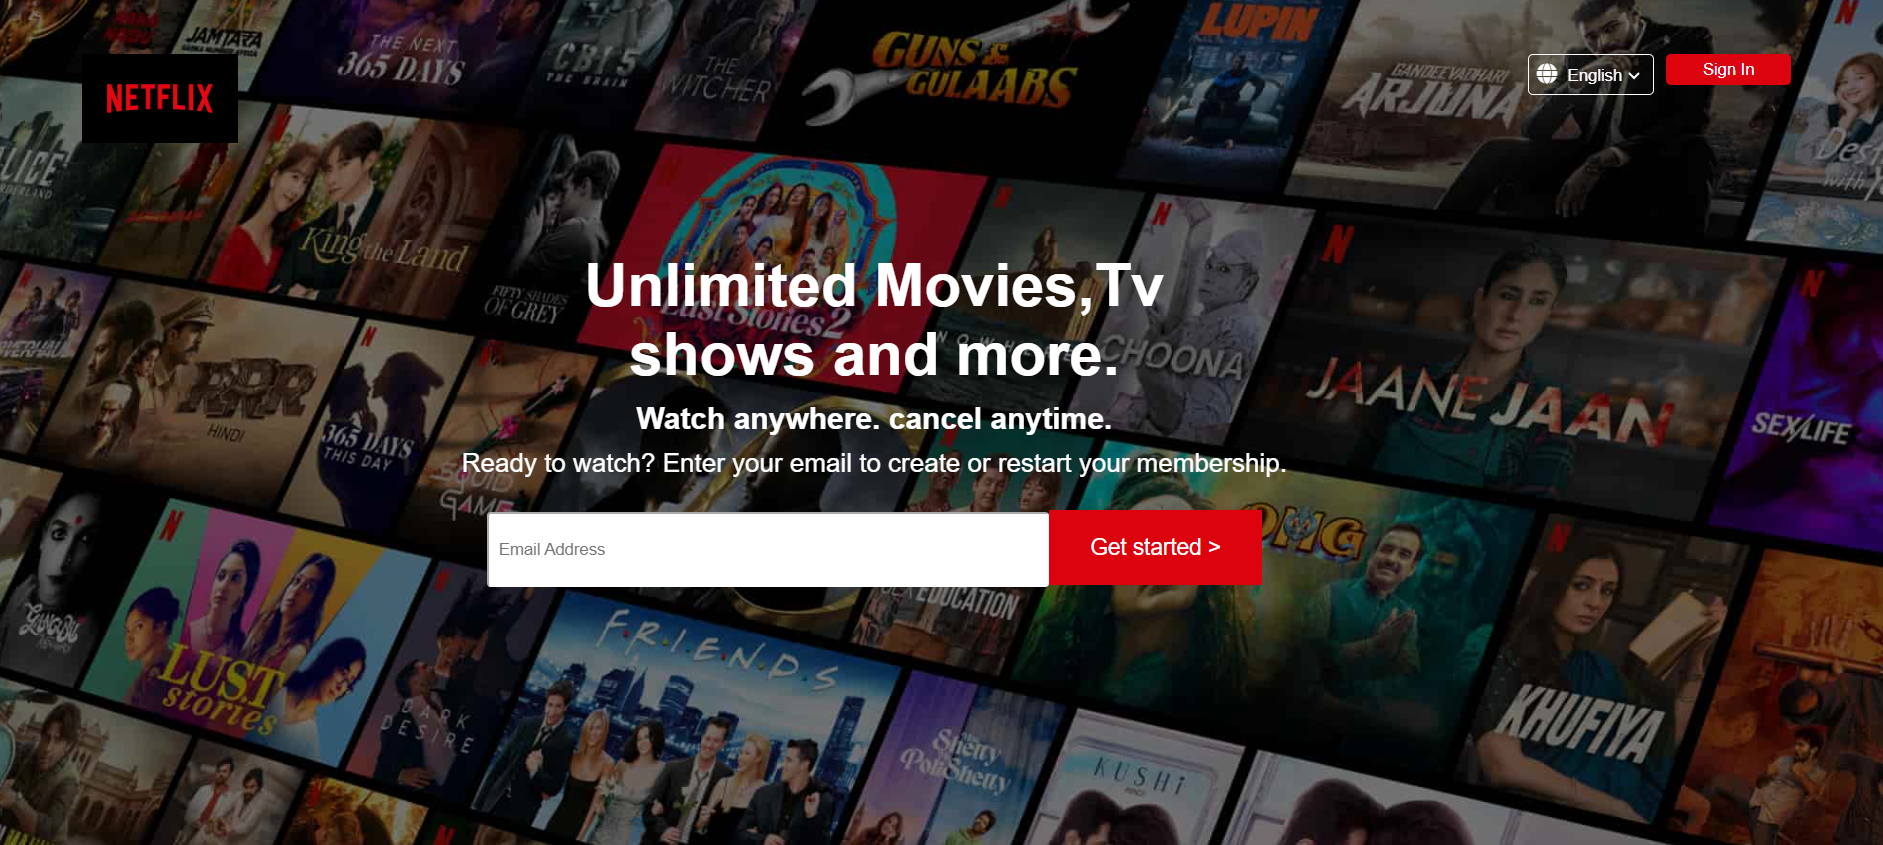 JAMTARA
THE NEXT
365 DAYS
CBI 5
THE BRAIN
THE
WITCHER
GUNS &
GULAABS
LUPIN
GANDEEVADHARI
ARJUNA
NETFLIX
English
Sign In
King the Land
FIFTY SHADES
OF GREY
Unlimited Movies,Tv
shows and more.
Watch anywhere. cancel anytime.
Ready to watch? Enter your email to create or restart your membership.
Email Address
Get started >
Stories 2
CHOONA
JAANE JAAN
SEX/LIFE
RRR
HINDI
365 DAYS
THIS DAY
GAME
OMG
EDUCATION
F.R.I.E.N.D.S
LUST
stories
DARK
DESIRE
Shetty
KUSHi
HINDI
KHUFIYA